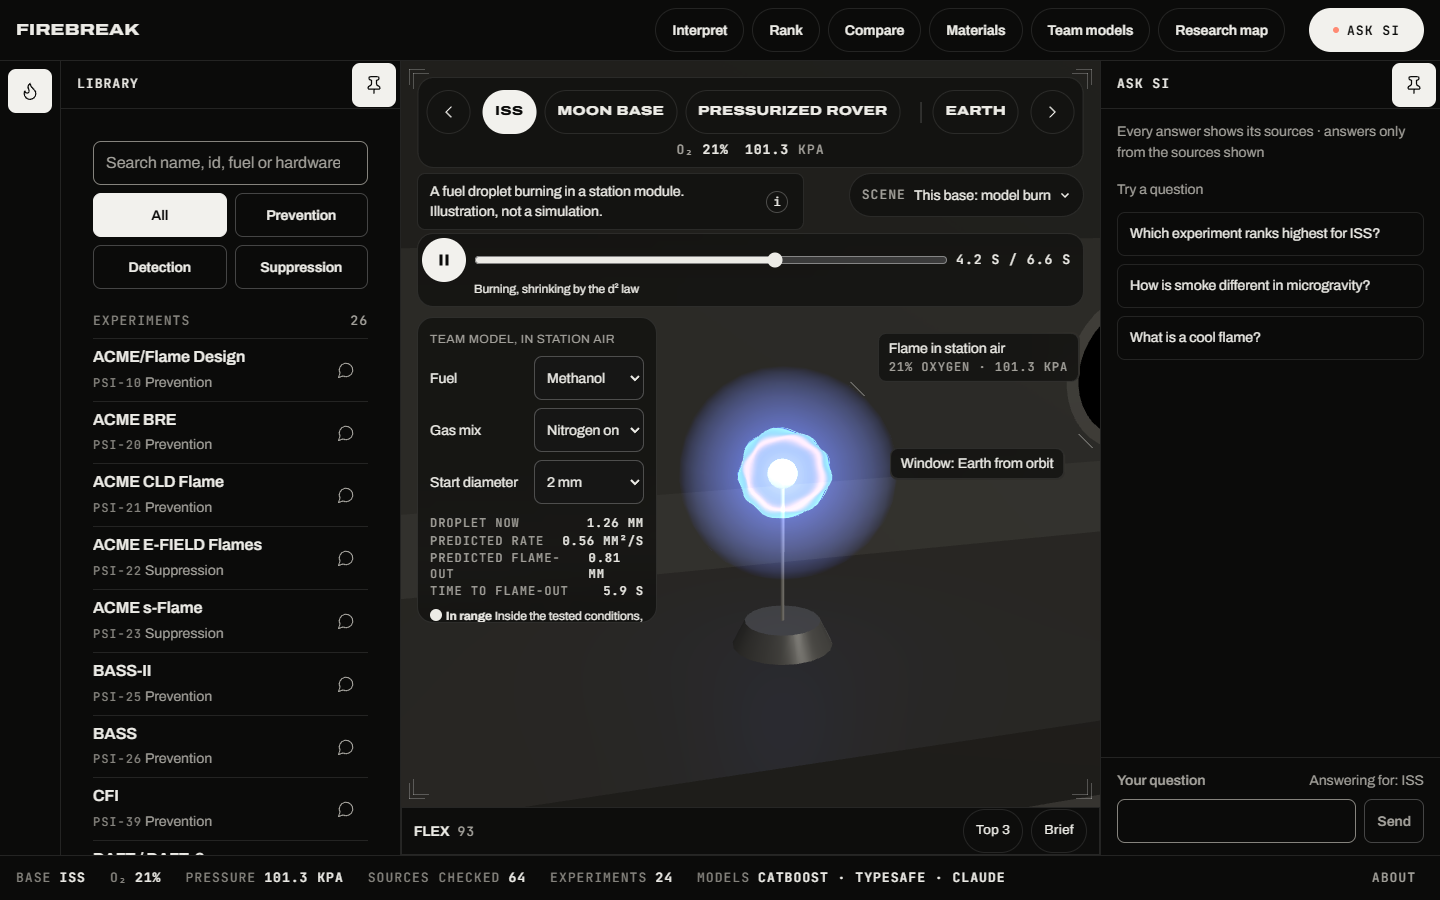 FIREBREAK
Interpret
Rank
Compare
Materials
Team models
Research map
ASK SI
LIBRARY
Search name, id, fuel or hardware
All
Prevention
Detection
Suppression
EXPERIMENTS 26
ACME/Flame Design
PSI-10 Prevention
ACME BRE
PSI-20 Prevention
ACME CLD Flame
PSI-21 Prevention
ACME E-FIELD Flames
PSI-22 Suppression
ACME s-Flame
PSI-23 Suppression
BASS-II
PSI-25 Prevention
BASS
PSI-26 Prevention
CFI
PSI-39 Prevention
ISS
MOON BASE
PRESSURIZED ROVER
EARTH
O₂ 21% 101.3 KPA
A fuel droplet burning in a station module.
Illustration, not a simulation.
i
SCENE This base: model burn
4.2 S / 6.6 S
Burning, shrinking by the d² law
TEAM MODEL, IN STATION AIR
Fuel Methanol
Gas mix Nitrogen on
Start diameter 2 mm
DROPLET NOW 1.26 MM
PREDICTED RATE 0.56 MM²/S
PREDICTED FLAME- 0.81
OUT MM
TIME TO FLAME-OUT 5.9 S
In range Inside the tested conditions,
Flame in station air
21% OXYGEN · 101.3 KPA
Window: Earth from orbit
FLEX 93
Top 3
Brief
ASK SI
Every answer shows its sources · answers only
from the sources shown
Try a question
Which experiment ranks highest for ISS?
How is smoke different in microgravity?
What is a cool flame?
Your question Answering for: ISS
Send
BASE ISS O₂ 21% PRESSURE 101.3 KPA SOURCES CHECKED 64 EXPERIMENTS 24 MODELS CATBOOST · TYPESAFE · CLAUDE ABOUT